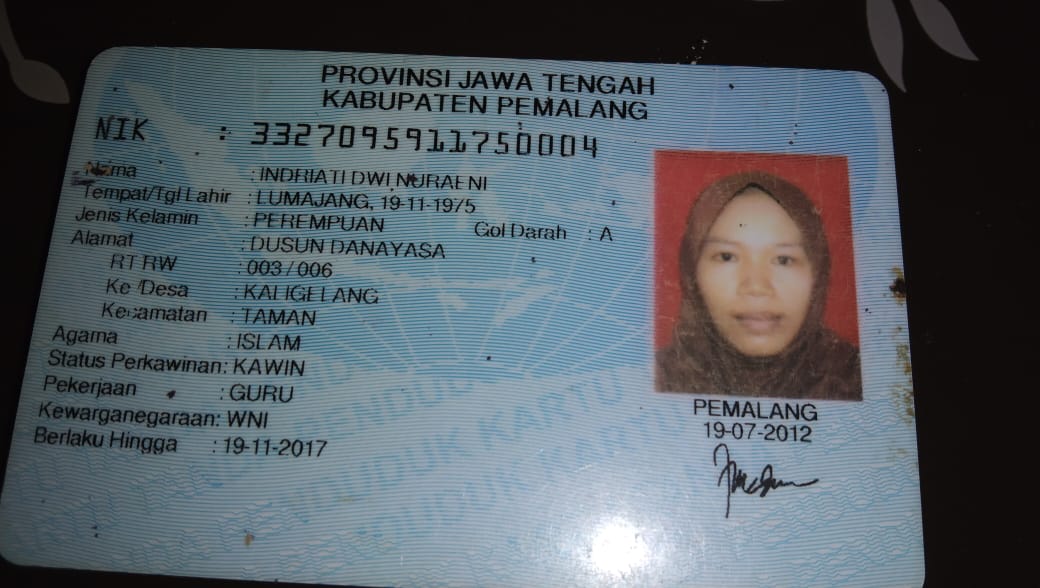 PROVINSI JAWA TENGAH
KABUPATEN PEMALANG
NIK : 3327095911750004
Nama : INDRIATI DWI NURAENI
Tempat/Tgl Lahir : LUMAJANG, 19-11-1975
Jenis Kelamin : PEREMPUAN Gol Darah : A
Alamat : DUSUN DANAYASA
RT RW : 003 / 006
Ke/Desa : KALIGELANG
Kecamatan : TAMAN
Agama : ISLAM
Status Perkawinan: KAWIN
Pekerjaan : GURU
Kewarganegaraan: WNI
Berlaku Hingga : 19-11-2017
PEMALANG
19-07-2012